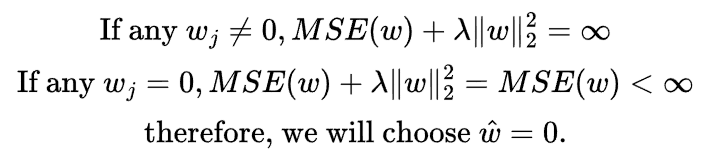 If any w_j ≠ 0, MSE(w) + λ‖w‖₂² = ∞
If any w_j = 0, MSE(w) + λ‖w‖₂² = MSE(w) < ∞
therefore, we will choose ŵ = 0.